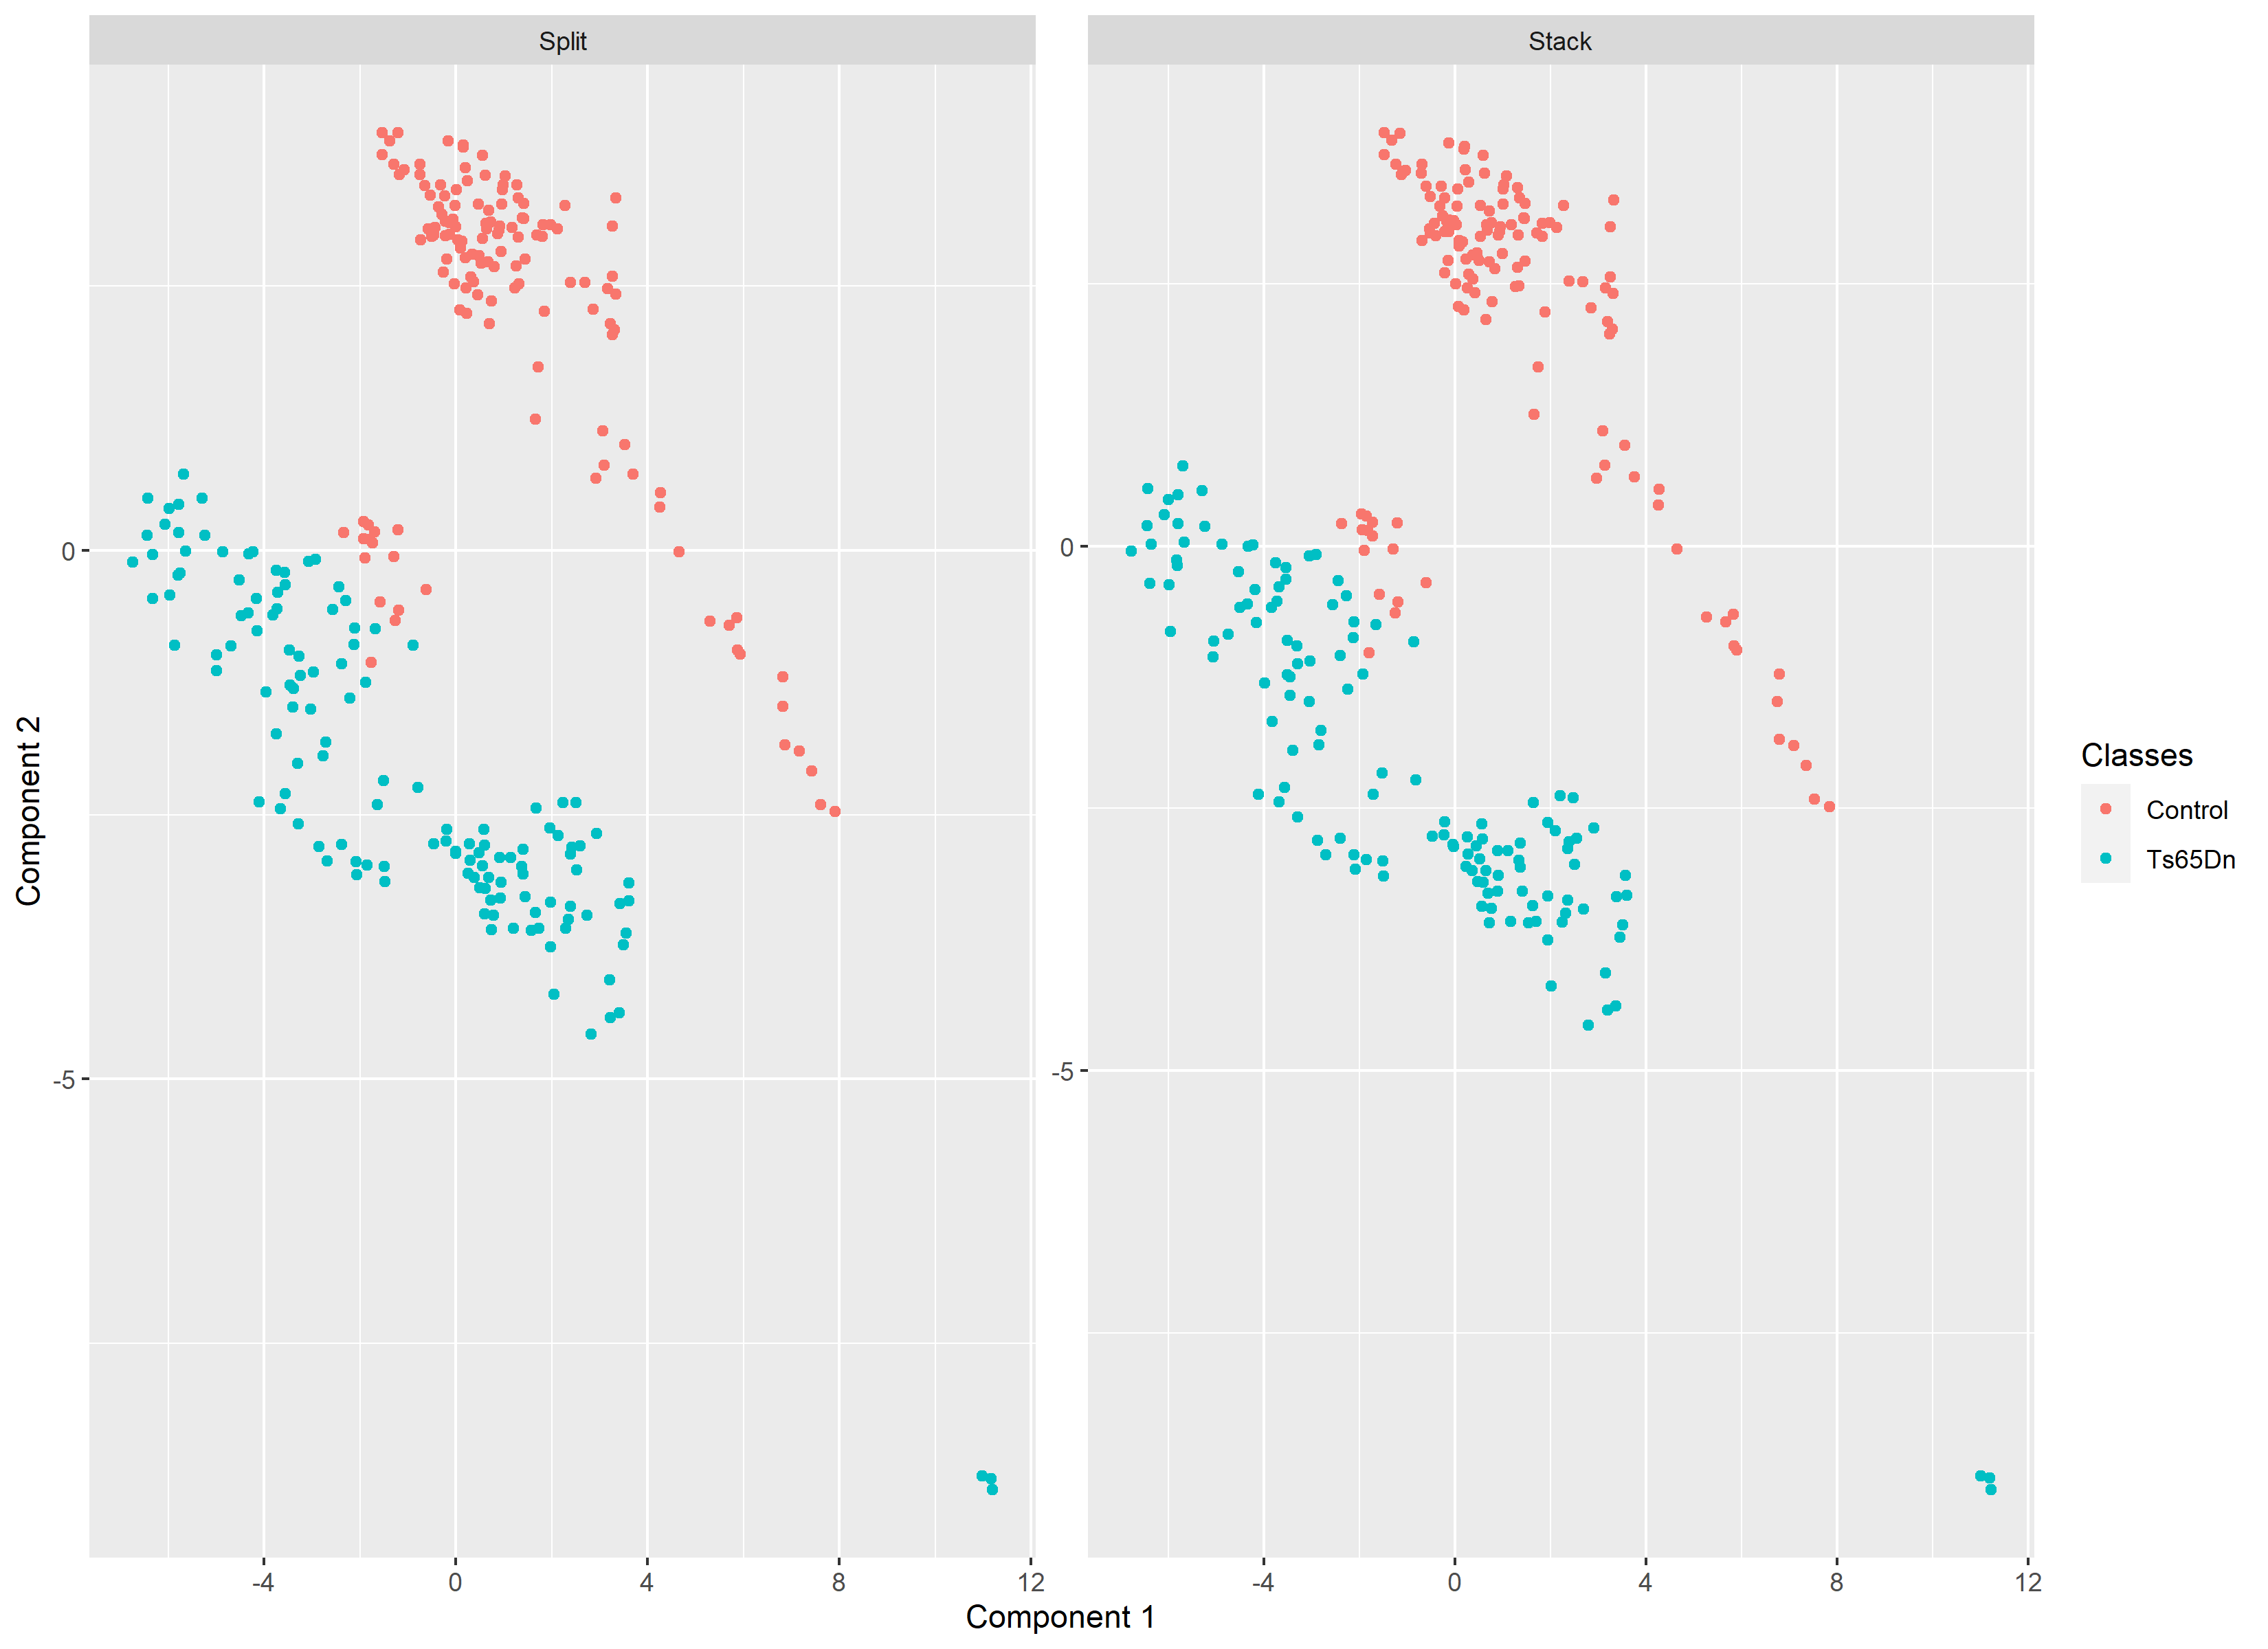 Split
Stack
Component 2
0
-5
0
-5
-4 0 4 8 12
-4 0 4 8 12
Component 1
Classes
Control
Ts65Dn